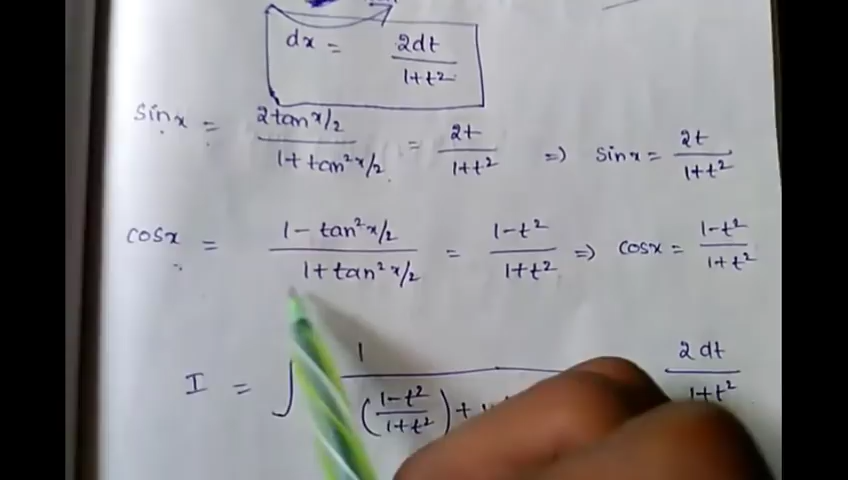 dx = 2dt / 1+t²
sinx = 2tan x/2 / 1+tan² x/2 = 2t / 1+t² ⇒ sinx = 2t / 1+t²
cosx = 1-tan² x/2 / 1+tan² x/2 = 1-t² / 1+t² ⇒ cosx = 1-t² / 1+t²
I = ∫ 1 / (1-t² / 1+t²) + 2dt / 1+t²